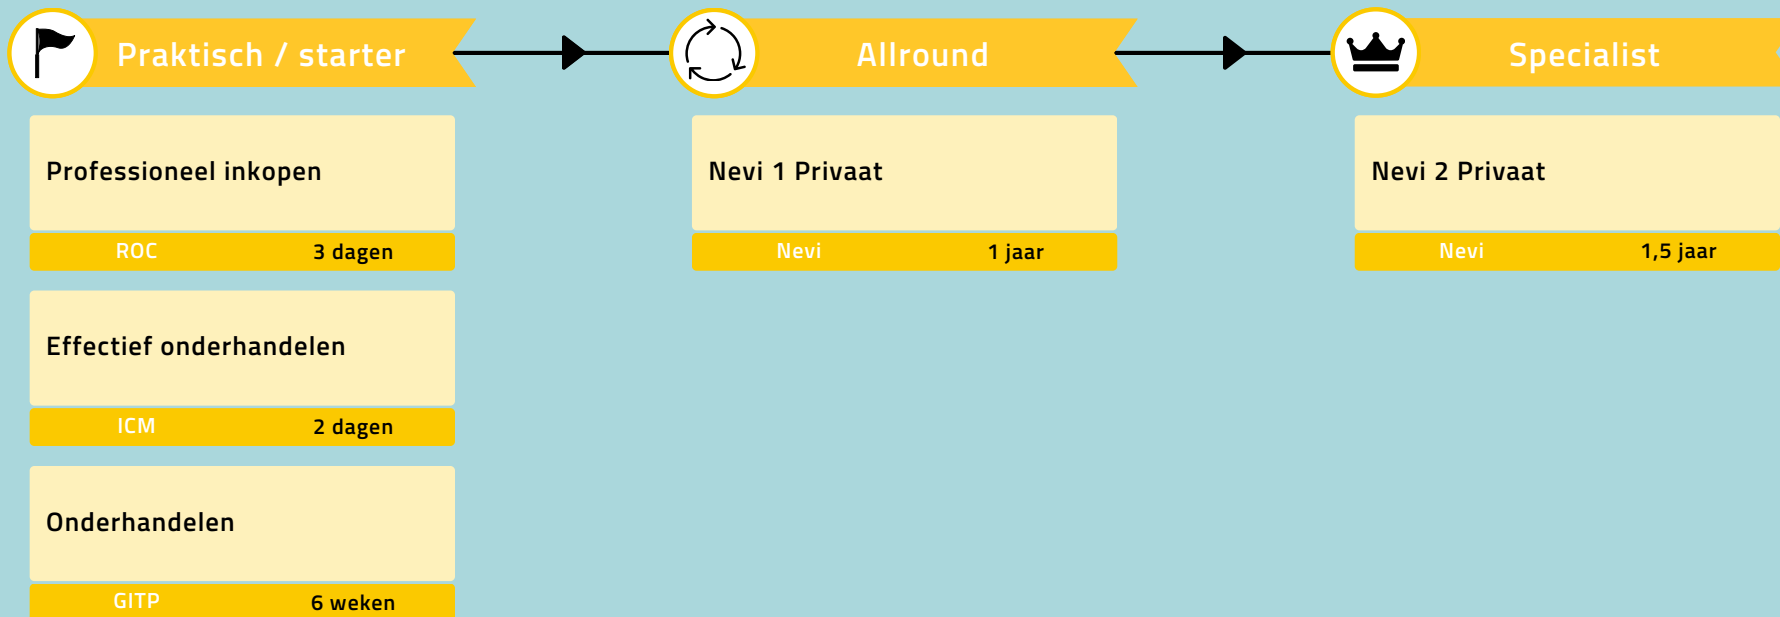 Praktisch / starter
Allround
Specialist
Professioneel inkopen
ROC 3 dagen
Effectief onderhandelen
ICM 2 dagen
Onderhandelen
GITP 6 weken
Nevi 1 Privaat
Nevi 1 jaar
Nevi 2 Privaat
Nevi 1,5 jaar